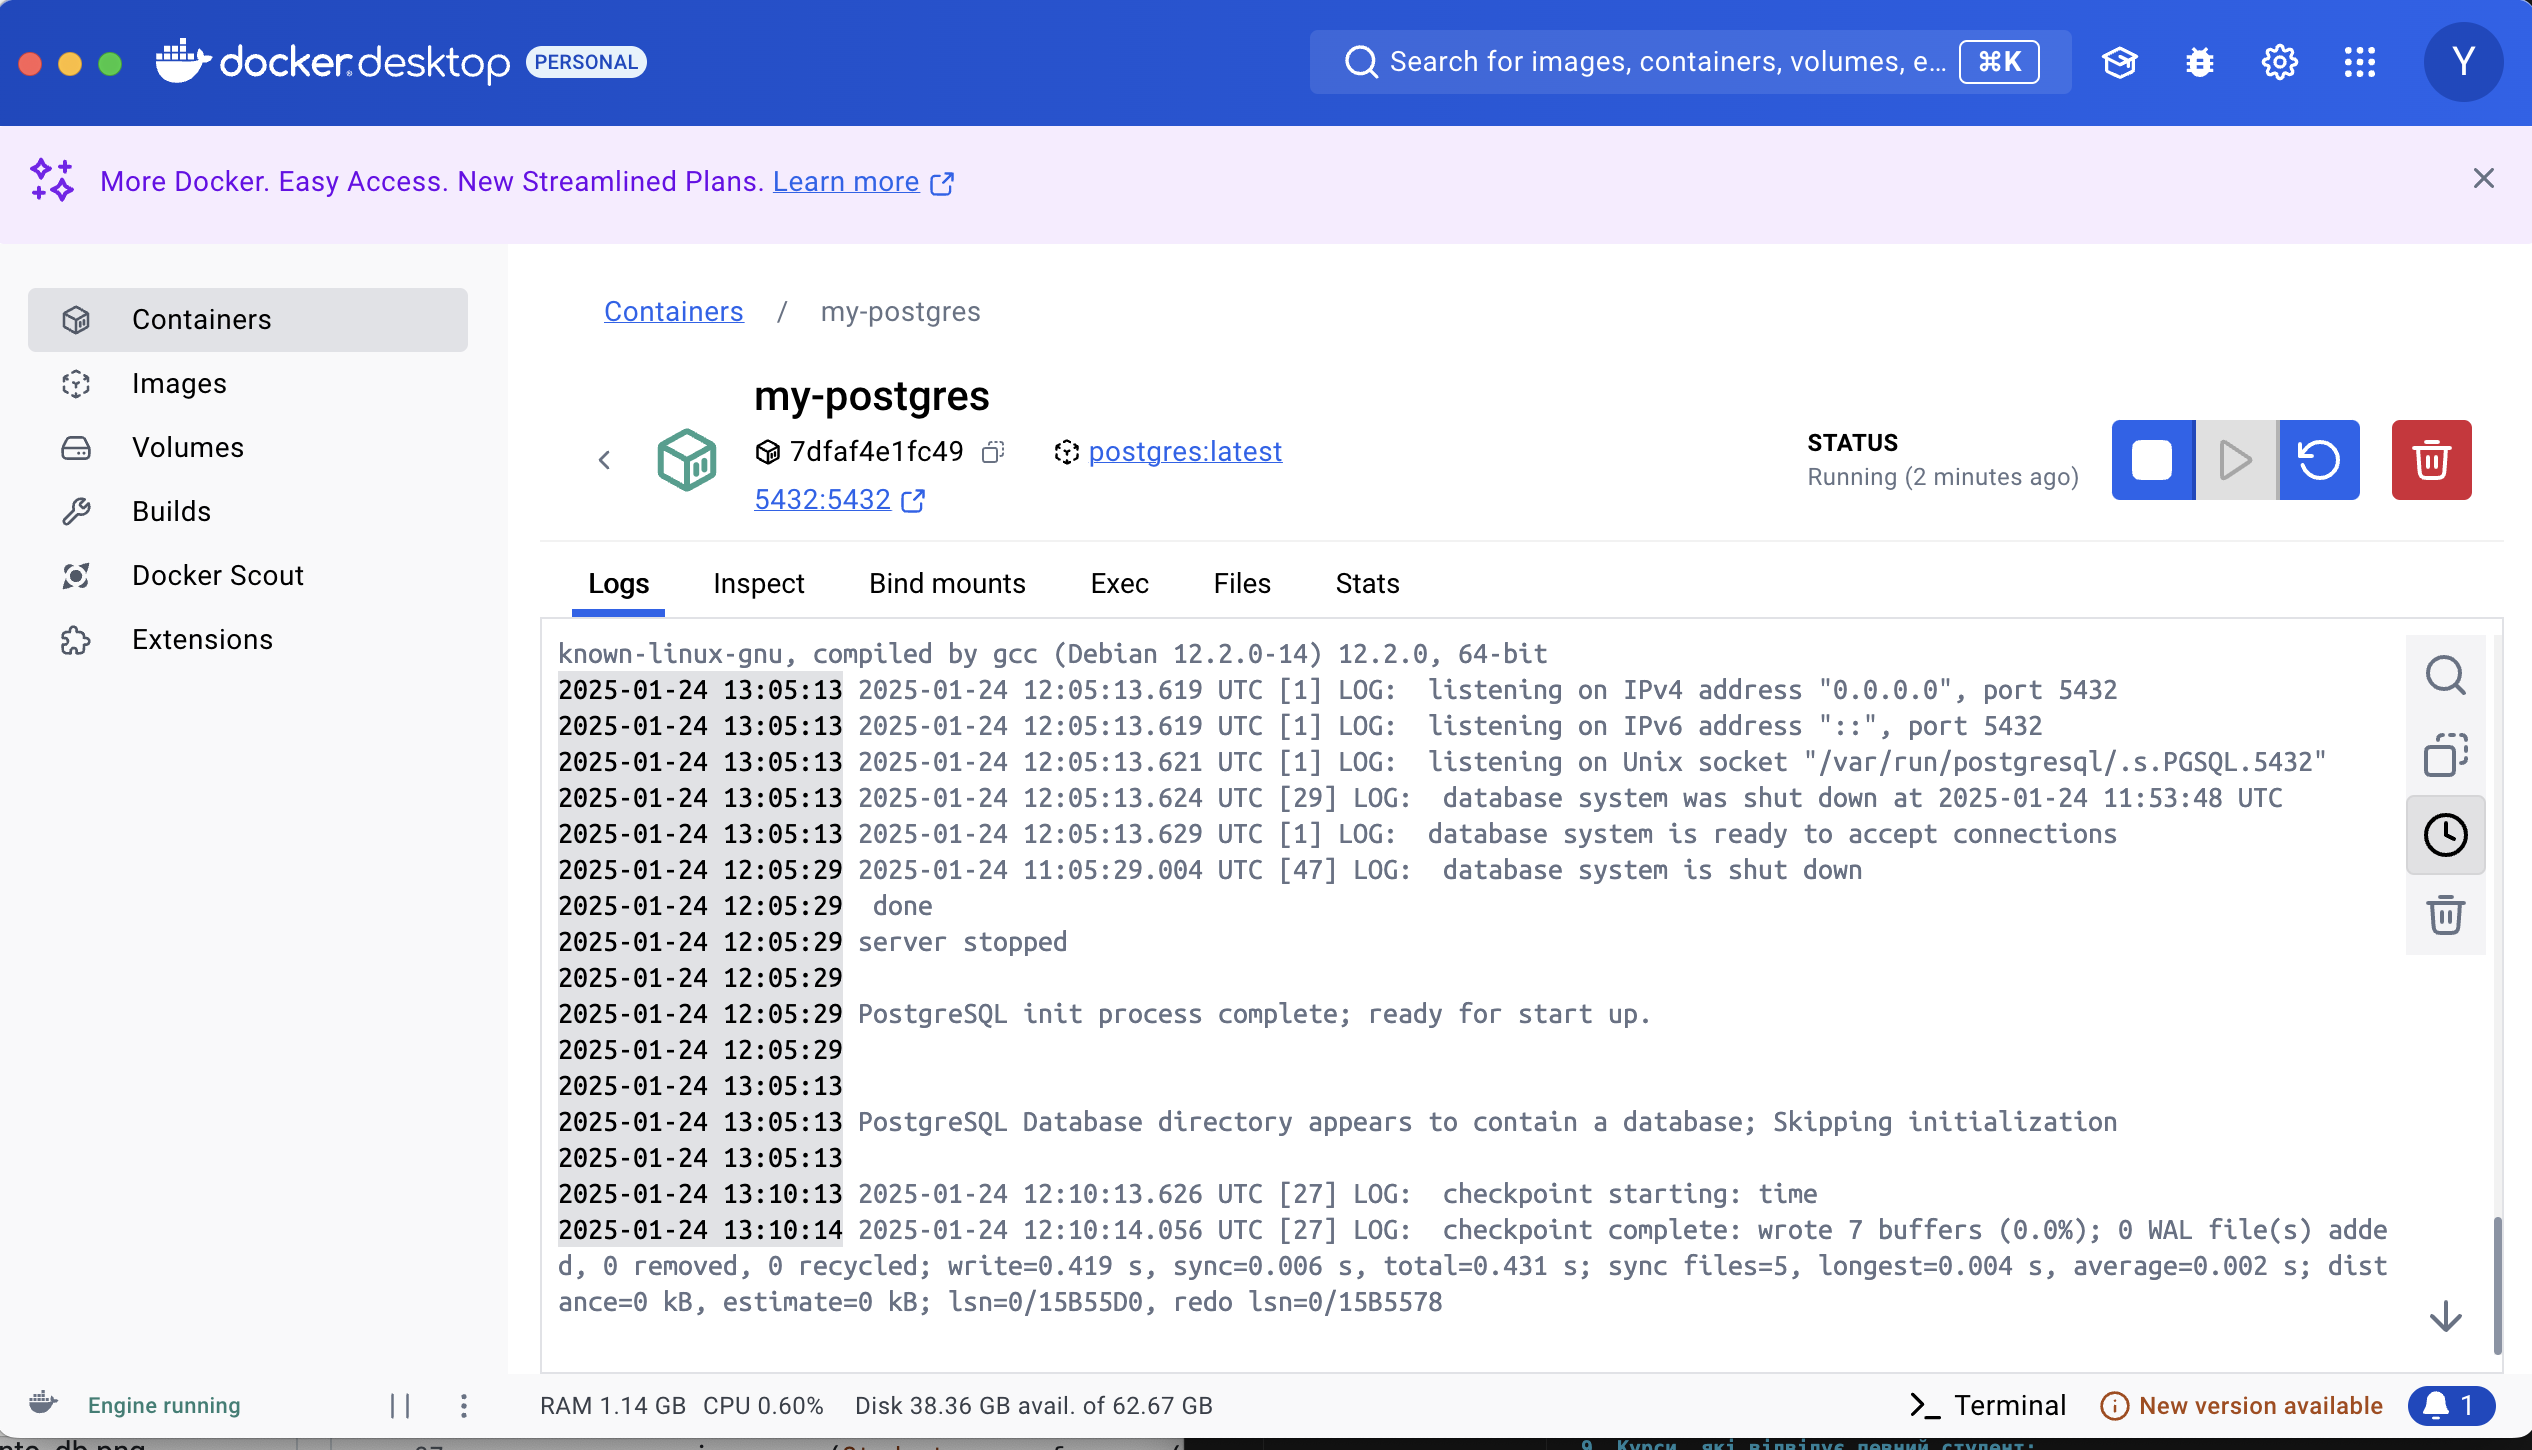 docker desktop PERSONAL
Search for images, containers, volumes, e... ⌘K
Y
More Docker. Easy Access. New Streamlined Plans. Learn more
Containers
Images
Volumes
Builds
Docker Scout
Extensions
Containers / my-postgres
my-postgres
7dfaf4e1fc49 postgres:latest
5432:5432
STATUS
Running (2 minutes ago)
Logs Inspect Bind mounts Exec Files Stats
known-linux-gnu, compiled by gcc (Debian 12.2.0-14) 12.2.0, 64-bit
2025-01-24 13:05:13 2025-01-24 12:05:13.619 UTC [1] LOG:  listening on IPv4 address "0.0.0.0", port 5432
2025-01-24 13:05:13 2025-01-24 12:05:13.619 UTC [1] LOG:  listening on IPv6 address "::", port 5432
2025-01-24 13:05:13 2025-01-24 12:05:13.621 UTC [1] LOG:  listening on Unix socket "/var/run/postgresql/.s.PGSQL.5432"
2025-01-24 13:05:13 2025-01-24 12:05:13.624 UTC [29] LOG:  database system was shut down at 2025-01-24 11:53:48 UTC
2025-01-24 13:05:13 2025-01-24 12:05:13.629 UTC [1] LOG:  database system is ready to accept connections
2025-01-24 12:05:29 2025-01-24 11:05:29.004 UTC [47] LOG:  database system is shut down
2025-01-24 12:05:29  done
2025-01-24 12:05:29 server stopped
2025-01-24 12:05:29
2025-01-24 12:05:29 PostgreSQL init process complete; ready for start up.
2025-01-24 12:05:29
2025-01-24 13:05:13
2025-01-24 13:05:13 PostgreSQL Database directory appears to contain a database; Skipping initialization
2025-01-24 13:05:13
2025-01-24 13:10:13 2025-01-24 12:10:13.626 UTC [27] LOG:  checkpoint starting: time
2025-01-24 13:10:14 2025-01-24 12:10:14.056 UTC [27] LOG:  checkpoint complete: wrote 7 buffers (0.0%); 0 WAL file(s) adde
d, 0 removed, 0 recycled; write=0.419 s, sync=0.006 s, total=0.431 s; sync files=5, longest=0.004 s, average=0.002 s; dist
ance=0 kB, estimate=0 kB; lsn=0/15B55D0, redo lsn=0/15B5578
Engine running
RAM 1.14 GB CPU 0.60% Disk 38.36 GB avail. of 62.67 GB
Terminal New version available 1